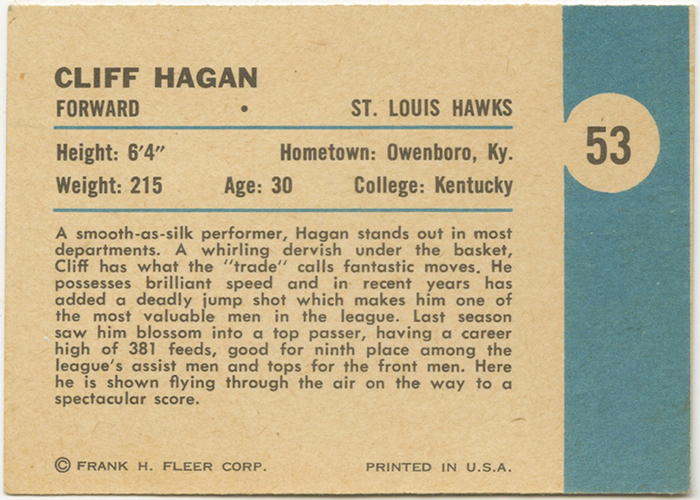 CLIFF HAGAN
FORWARD • ST. LOUIS HAWKS
53
Height: 6'4" Hometown: Owenboro, Ky.
Weight: 215 Age: 30 College: Kentucky
A smooth-as-silk performer, Hagan stands out in most
departments. A whirling dervish under the basket,
Cliff has what the "trade" calls fantastic moves. He
possesses brilliant speed and in recent years has
added a deadly jump shot which makes him one of
the most valuable men in the league. Last season
saw him blossom into a top passer, having a career
high of 381 feeds, good for ninth place among the
league's assist men and tops for the front men. Here
he is shown flying through the air on the way to a
spectacular score.
© FRANK H. FLEER CORP. PRINTED IN U.S.A.